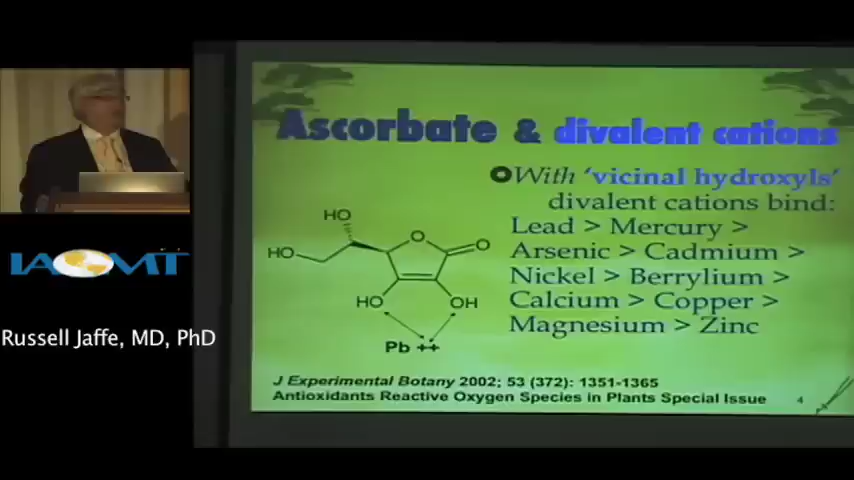 Ascorbate & divalent cations
With 'vicinal hydroxyls'
divalent cations bind:
Lead > Mercury >
Arsenic > Cadmium >
Nickel > Berrylium >
Calcium > Copper >
Magnesium > Zinc
HO
HO
O
O
HO
OH
Pb ++
J Experimental Botany 2002; 53 (372): 1351-1365
Antioxidants Reactive Oxygen Species in Plants Special Issue
4
IAOMT
Russell Jaffe, MD, PhD